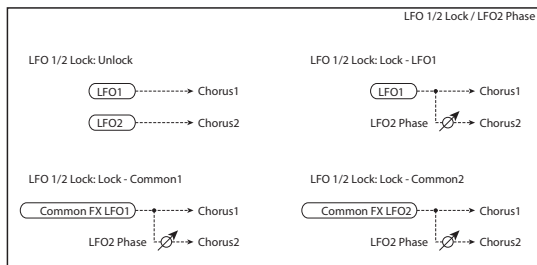 LFO 1/2 Lock / LFO2 Phase
LFO 1/2 Lock: Unlock
LFO1 Chorus1
LFO2 Chorus2
LFO 1/2 Lock: Lock - LFO1
LFO1 Chorus1
LFO2 Phase Chorus2
LFO 1/2 Lock: Lock - Common1
Common FX LFO1 Chorus1
LFO2 Phase Chorus2
LFO 1/2 Lock: Lock - Common2
Common FX LFO2 Chorus1
LFO2 Phase Chorus2